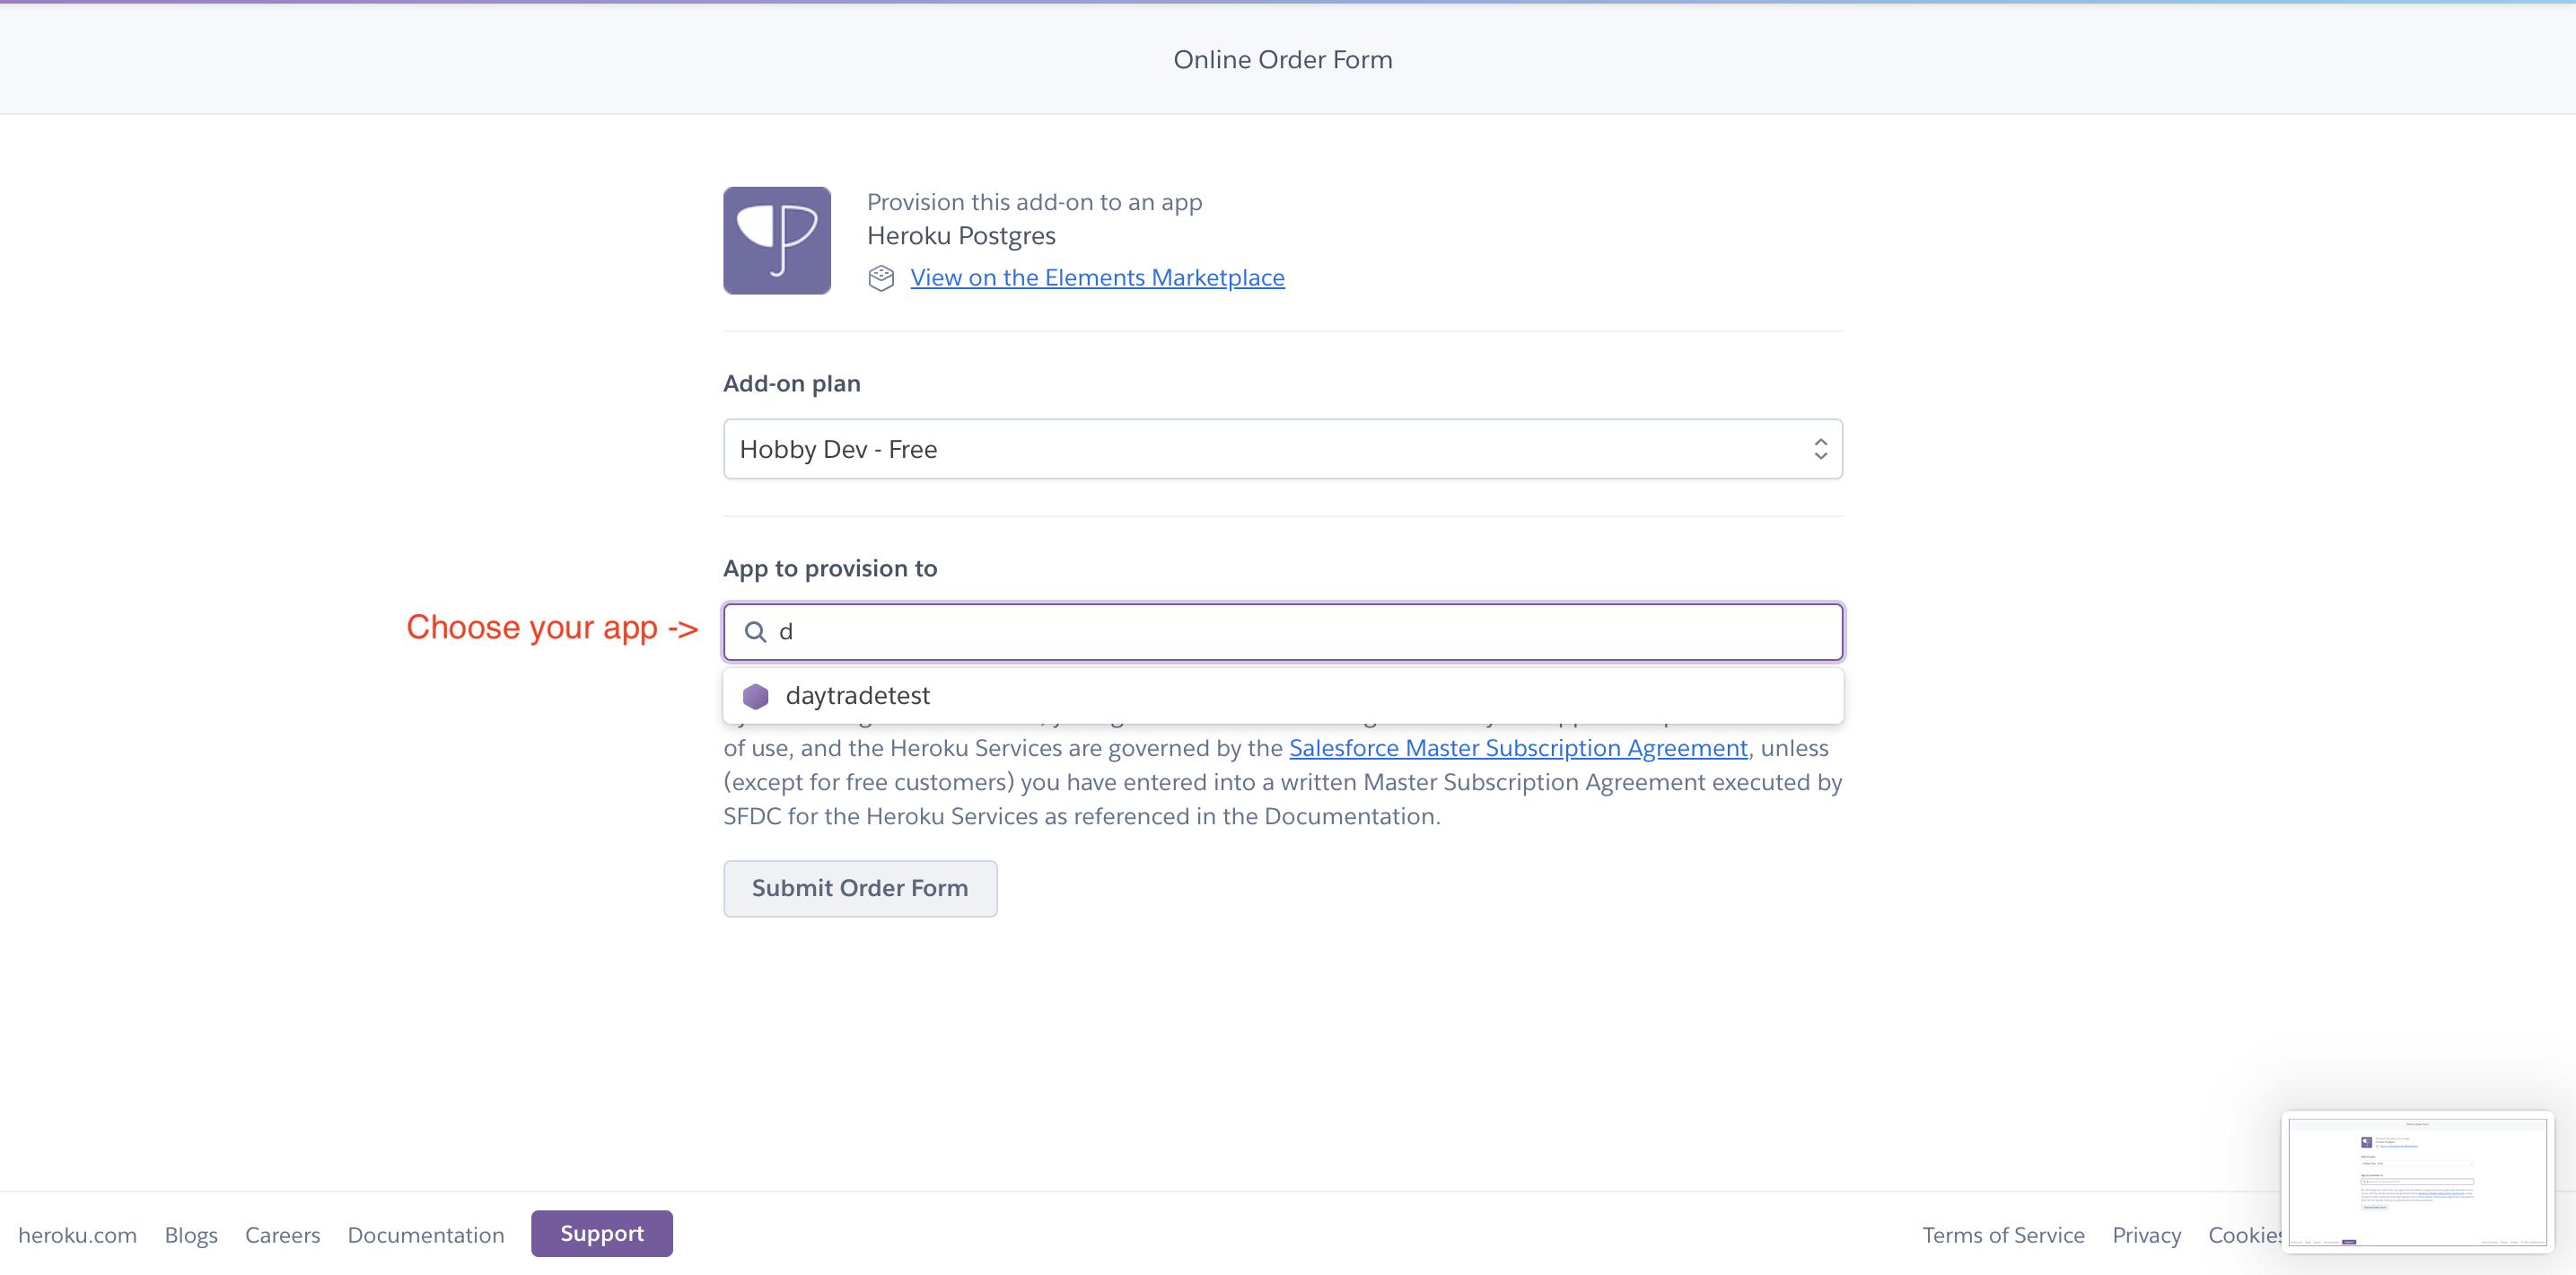 Online Order Form
Provision this add-on to an app
Heroku Postgres
View on the Elements Marketplace
Add-on plan
Hobby Dev - Free
App to provision to
Choose your app ->
d
daytradetest
of use, and the Heroku Services are governed by the Salesforce Master Subscription Agreement, unless
(except for free customers) you have entered into a written Master Subscription Agreement executed by
SFDC for the Heroku Services as referenced in the Documentation.
Submit Order Form
heroku.com Blogs Careers Documentation Support Terms of Service Privacy Cookies